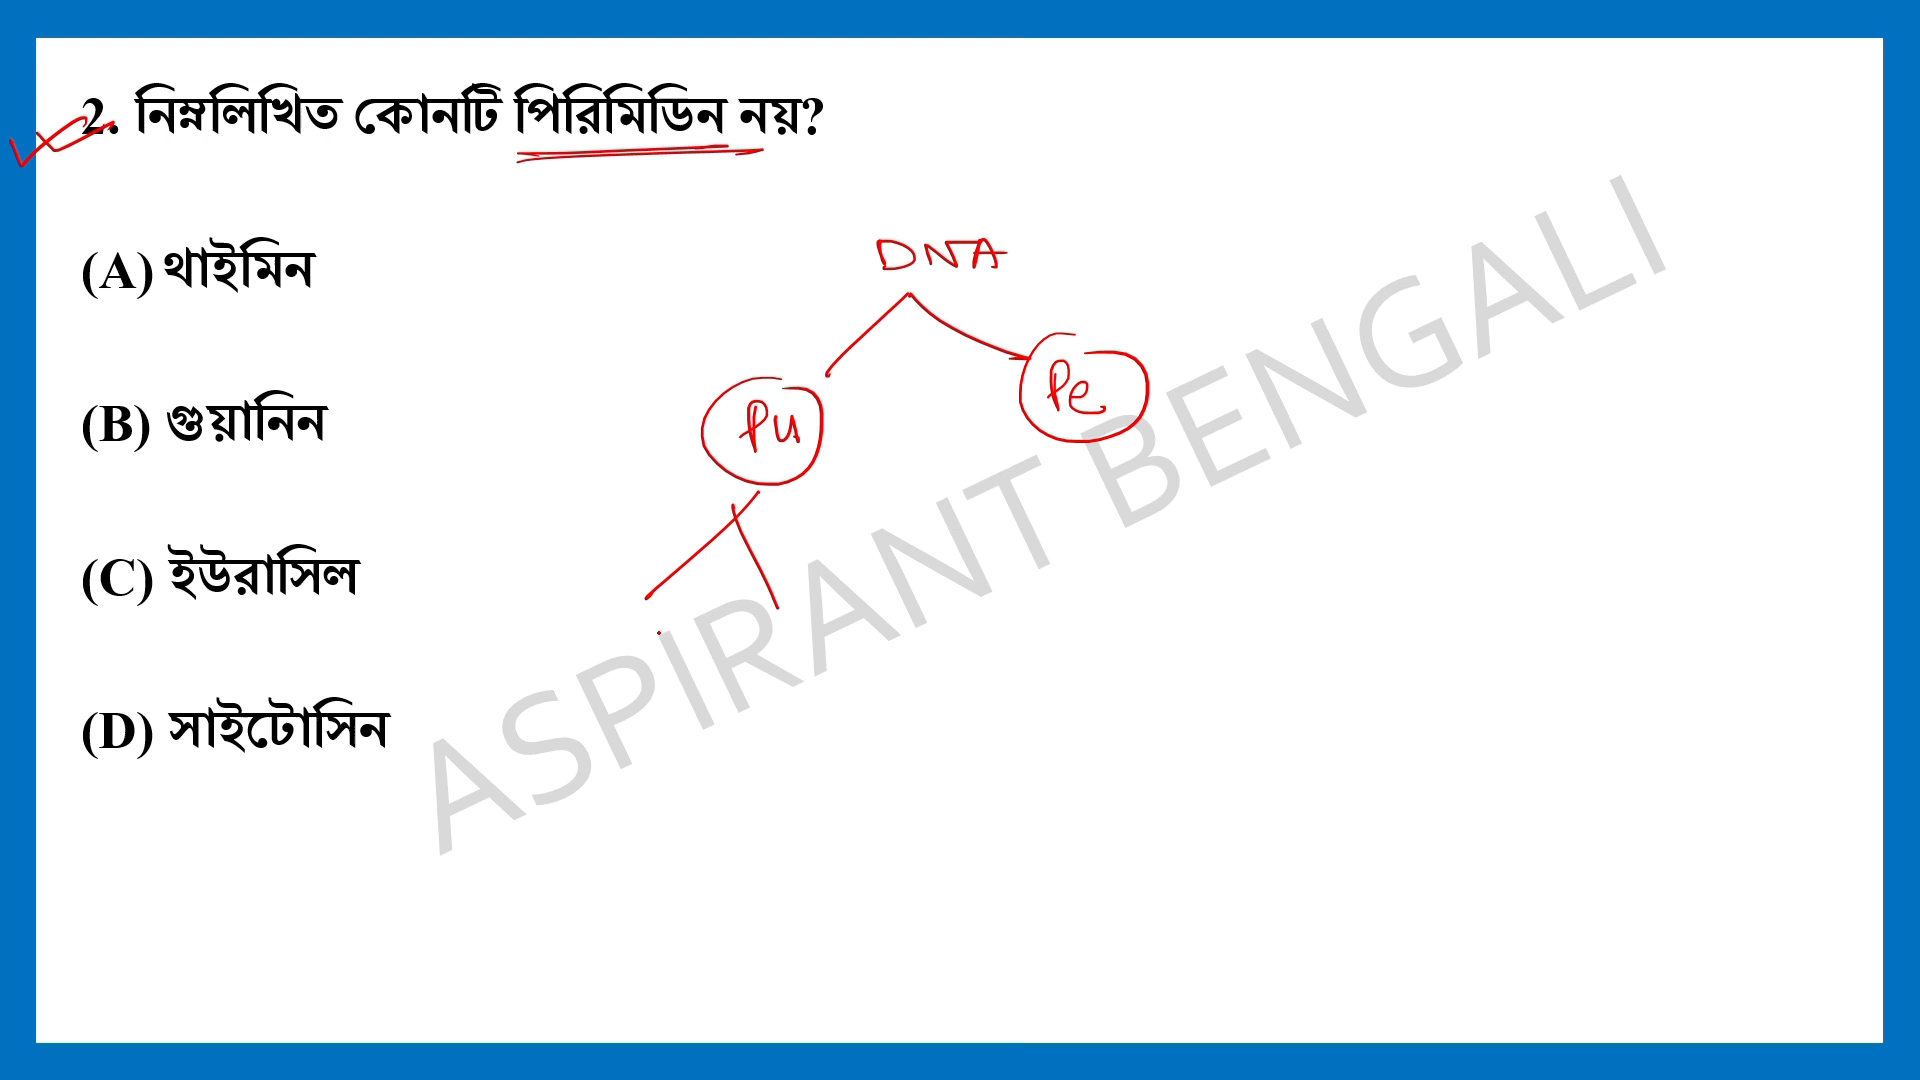 2. নিম্নলিখিত কোনটি পিরিমিডিন নয়?
(A) থাইমিন
(B) গুয়ানিন
(C) ইউরাসিল
(D) সাইটোসিন
DNA
Pu
Pe
ASPIRANT BENGALI